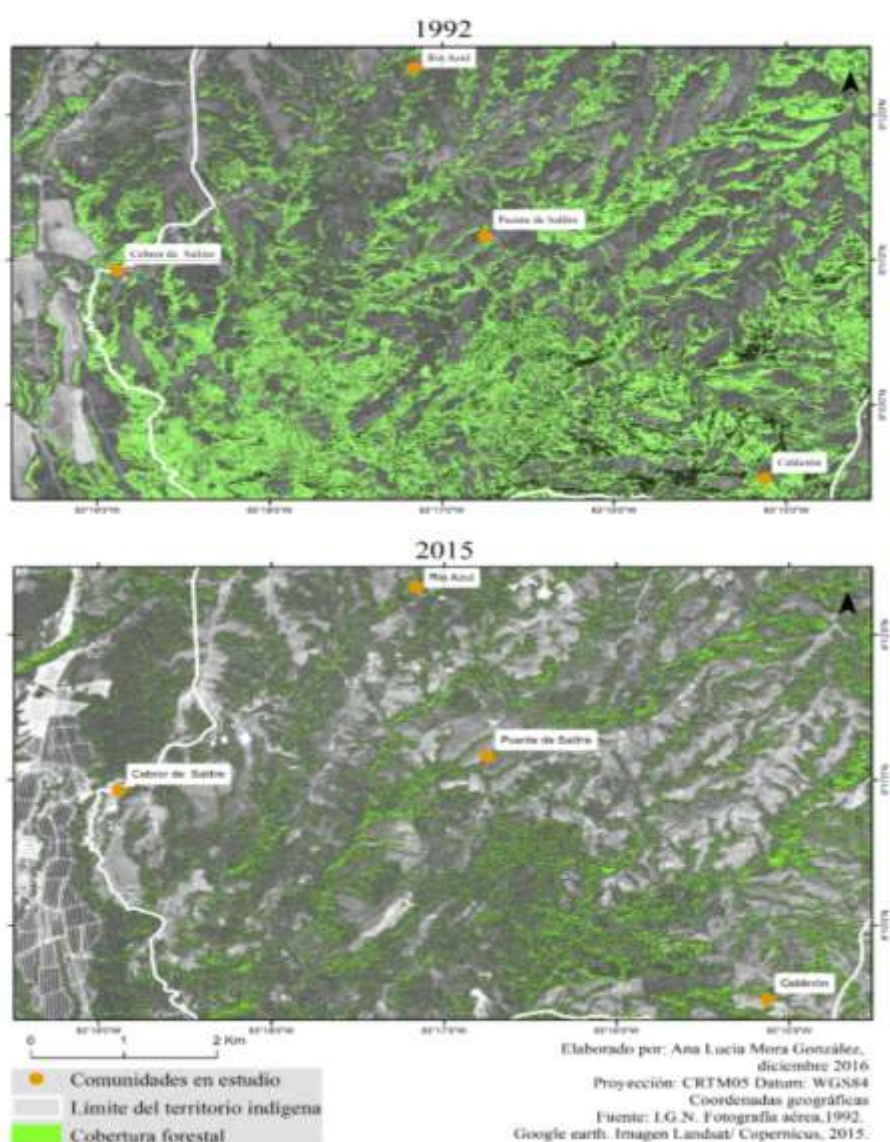 1992
Río Azul
Puente de Salitre
Cebror de Salitre
Calderón
2015
Río Azul
Puente de Salitre
Cebror de Salitre
Calderón
0 1 2 Km
Comunidades en estudio
Límite del territorio indígena
Cobertura forestal
Elaborado por: Ana Lucía Mora González,
diciembre 2016
Proyección: CRTM05 Datum: WGS84
Coordenadas geográficas
Fuente: I.G.N. Fotografía aérea,1992.
Google earth. Imagen Landsat/ Copernicus, 2015.